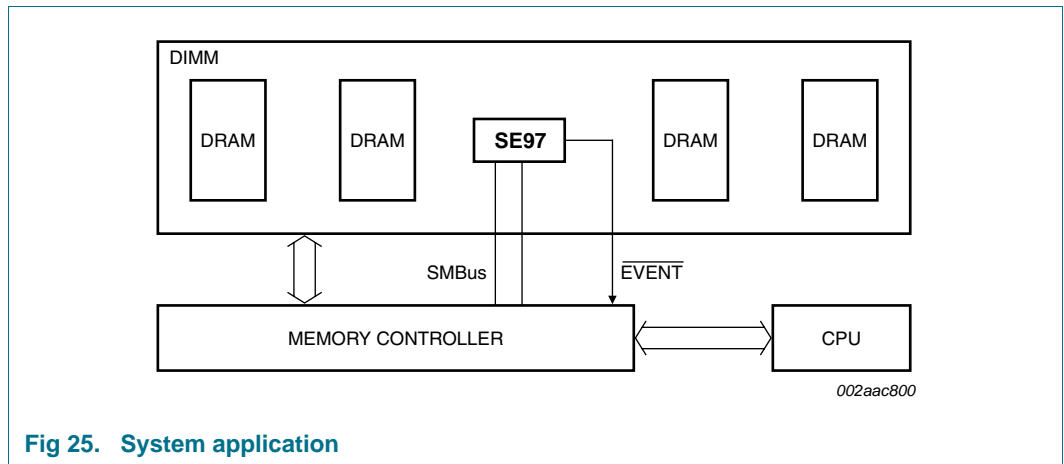 DIMM
DRAM
DRAM
SE97
DRAM
DRAM
SMBus
EVENT
MEMORY CONTROLLER
CPU
002aac800
Fig 25. System application